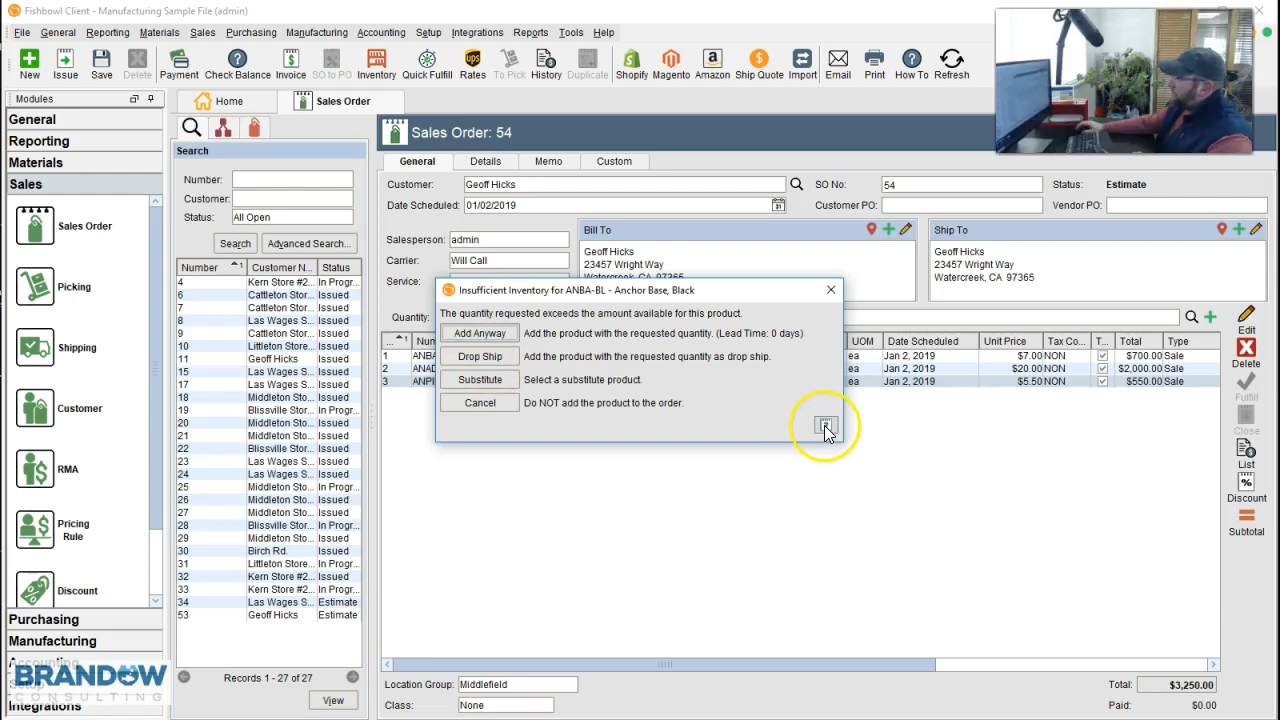 Fishbowl Client - Manufacturing Sample File (admin)
File General Reporting Materials Sales Purchasing Manufacturing Accounting Setup Integrations Reports Tools Help
New Issue Save Delete Payment Check Balance Invoice SO to PO Inventory Quick Fulfill Rates To Pick History Duplicate Shopify Magento Amazon Ship Quote Import Email Print How To Refresh
Modules
Home Sales Order
General
Reporting
Materials
Sales
Sales Order
Picking
Shipping
Customer
RMA
Pricing
Rule
Discount
Purchasing
Manufacturing
Accounting
Integrations
BRANDOW
CONSULTING
Search
Number:
Customer:
Status: All Open
Search Advanced Search...
Number 1 Customer N... Status
4 Kern Store #2... In Progr...
6 Cattleton Stor... Issued
7 Cattleton Stor... Issued
8 Las Wages S... Issued
9 Cattleton Stor... Issued
10 Littleton Store... Issued
11 Geoff Hicks Issued
15 Las Wages S... Issued
17 Las Wages S... Issued
18 Middleton Sto... Issued
19 Blissville Stor... In Progr...
20 Middleton Sto... Issued
21 Middleton Sto... Issued
22 Blissville Stor... Issued
23 Las Wages S... Issued
24 Las Wages S... Issued
25 Middleton Sto... In Progr...
26 Middleton Sto... Issued
27 Middleton Sto... Issued
28 Blissville Stor... In Progr...
29 Middleton Sto... Issued
30 Birch Rd. Issued
31 Littleton Store... In Progr...
32 Kern Store #2... Issued
33 Kern Store #2... In Progr...
34 Las Wages S... Estimate
53 Geoff Hicks Estimate
Records 1 - 27 of 27
View
Sales Order: 54
General Details Memo Custom
Customer: Geoff Hicks SO No: 54 Status: Estimate
Date Scheduled: 01/02/2019 Customer PO: Vendor PO:
Salesperson: admin
Carrier: Will Call
Service:
Bill To
Geoff Hicks
23457 Wright Way
Watercreek, CA 97365
Ship To
Geoff Hicks
23457 Wright Way
Watercreek, CA 97365
Quantity:
... 1 Num UOM Date Scheduled Unit Price Tax Co... T... Total Type
1 ANBA ea Jan 2, 2019 $7.00 NON $700.00 Sale
2 ANAD ea Jan 2, 2019 $20.00 NON $2,000.00 Sale
3 ANPI ea Jan 2, 2019 $5.50 NON $550.00 Sale
Insufficient Inventory for ANBA-BL - Anchor Base, Black
The quantity requested exceeds the amount available for this product.
Add Anyway Add the product with the requested quantity. (Lead Time: 0 days)
Drop Ship Add the product with the requested quantity as drop ship.
Substitute Select a substitute product.
Cancel Do NOT add the product to the order.
Edit
Delete
Fulfill
Close
List
Discount
Subtotal
Location Group: Middlefield
Class: None
Total: $3,250.00
Paid: $0.00